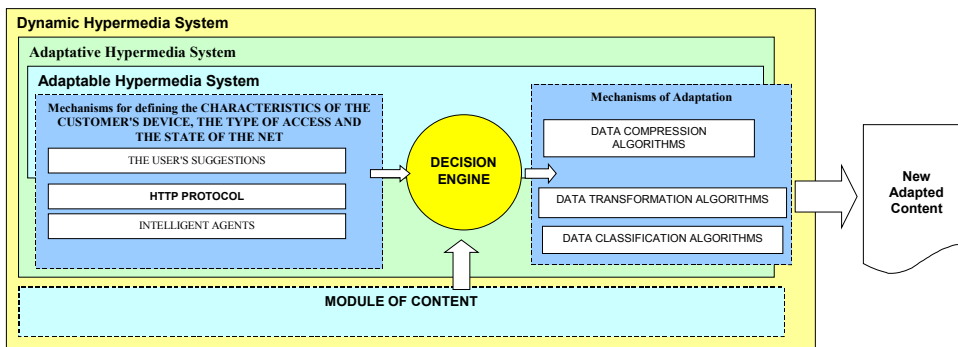 Dynamic Hypermedia System
Adaptative Hypermedia System
Adaptable Hypermedia System
Mechanisms for defining the CHARACTERISTICS OF THE
CUSTOMER'S DEVICE, THE TYPE OF ACCESS AND
THE STATE OF THE NET
THE USER'S SUGGESTIONS
HTTP PROTOCOL
INTELLIGENT AGENTS
DECISION
ENGINE
Mechanisms of Adaptation
DATA COMPRESSION
ALGORITHMS
DATA TRANSFORMATION ALGORITHMS
DATA CLASSIFICATION ALGORITHMS
New
Adapted
Content
MODULE OF CONTENT